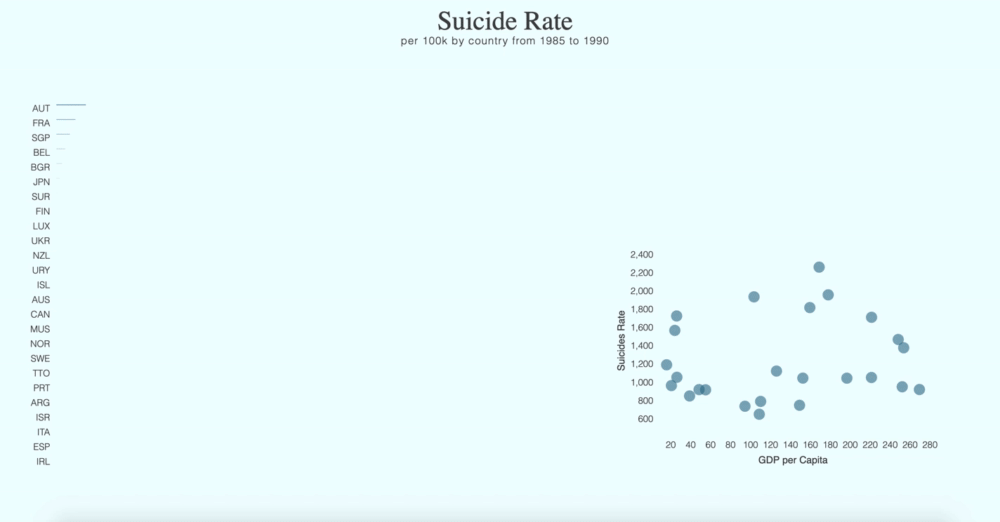 Suicide Rate
per 100k by country from 1985 to 1990
AUT
FRA
SGP
BEL
BGR
JPN
SUR
FIN
LUX
UKR
NZL
URY
ISL
AUS
CAN
MUS
NOR
SWE
TTO
PRT
ARG
ISR
ITA
ESP
IRL
Suicides Rate
2,400
2,200
2,000
1,800
1,600
1,400
1,200
1,000
800
600
20 40 60 80 100 120 140 160 180 200 220 240 260 280
GDP per Capita